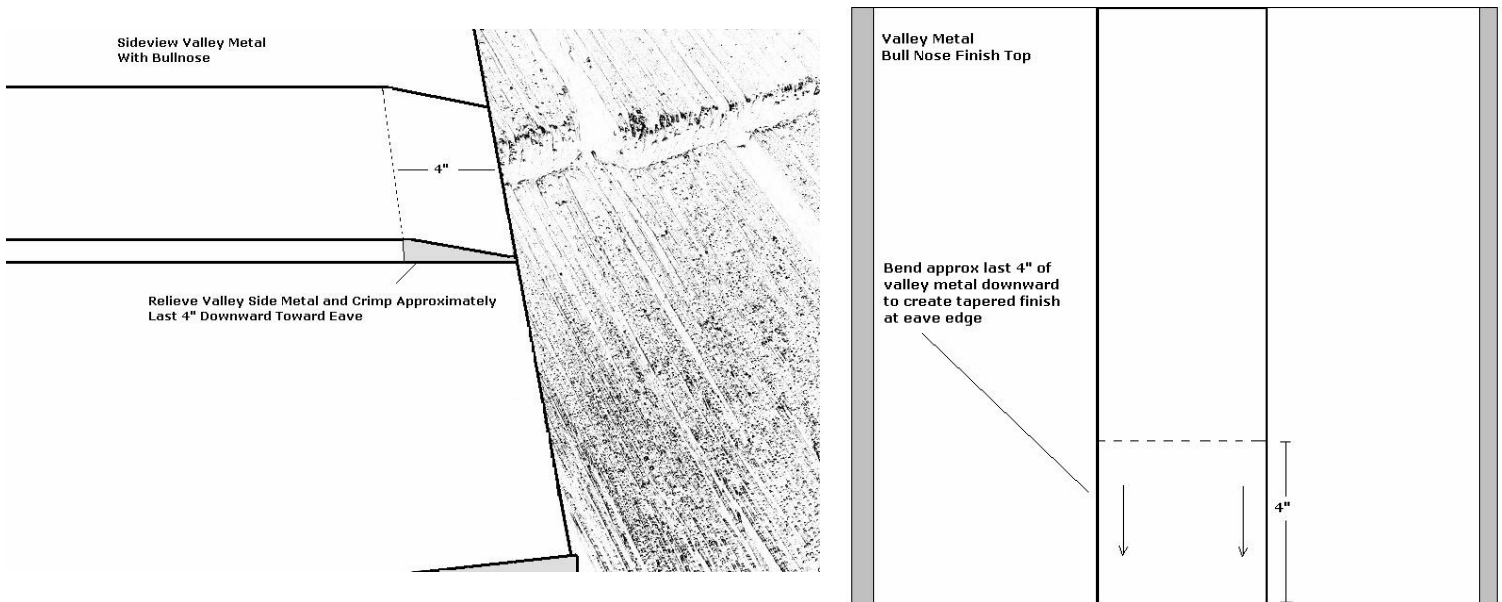 Sideview Valley Metal
With Bullnose
4"
Relieve Valley Side Metal and Crimp Approximately
Last 4" Downward Toward Eave
Valley Metal
Bull Nose Finish Top
Bend approx last 4" of
valley metal downward
to create tapered finish
at eave edge
4"